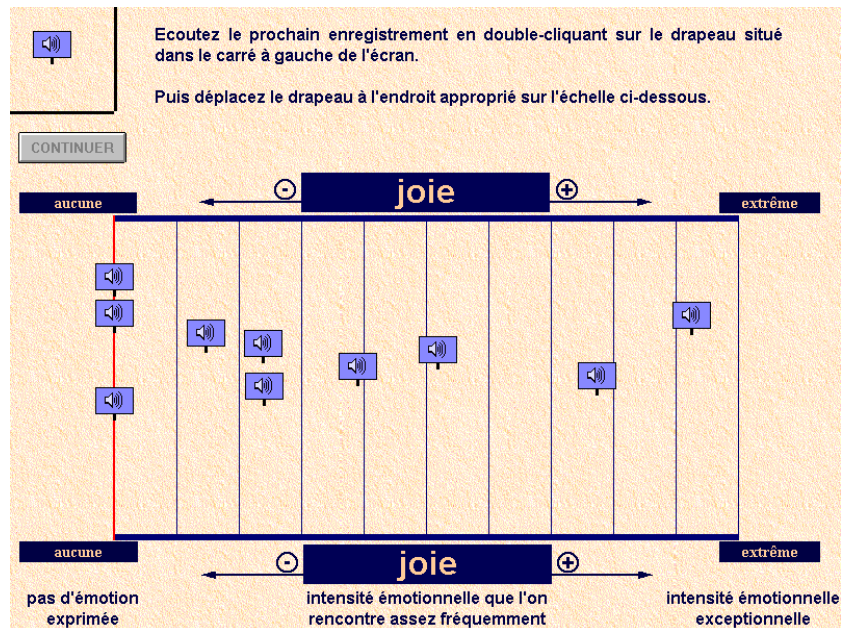 Ecoutez le prochain enregistrement en double-cliquant sur le drapeau situé
dans le carré à gauche de l'écran.
Puis déplacez le drapeau à l'endroit approprié sur l'échelle ci-dessous.
CONTINUER
aucune
-
joie
+
extrême
aucune
-
joie
+
extrême
pas d'émotion
exprimée
intensité émotionnelle que l'on
rencontre assez fréquemment
intensité émotionnelle
exceptionnelle